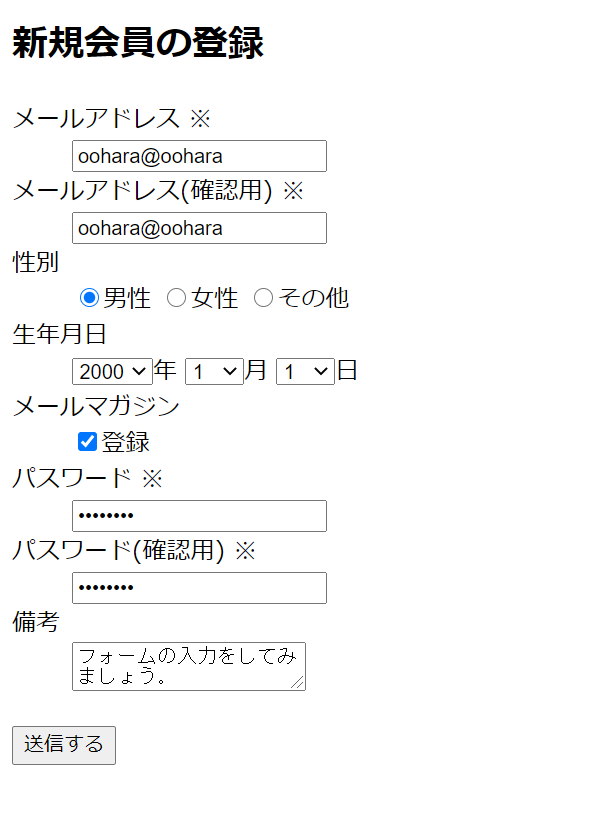 新規会員の登録
メールアドレス ※
oohara@oohara
メールアドレス(確認用) ※
oohara@oohara
性別
男性 女性 その他
生年月日
2000年 1月 1日
メールマガジン
登録
パスワード ※
••••••••
パスワード(確認用) ※
••••••••
備考
フォームの入力をしてみ
ましょう。
送信する